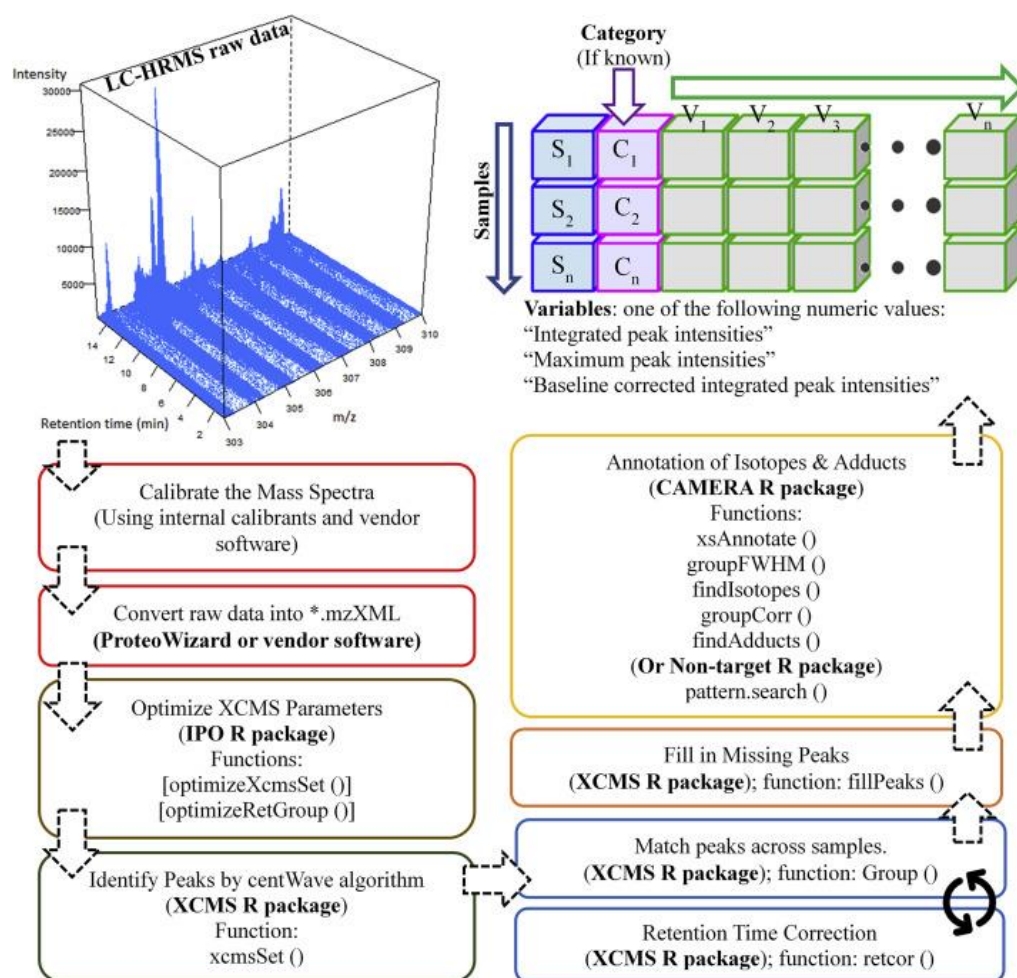 LC-HRMS raw data
Intensity
30000
25000
20000
15000
10000
5000
14
12
10
8
6
4
2
Retention time (min)
303
304
305
306
307
308
309
310
m/z
Calibrate the Mass Spectra
(Using internal calibrants and vendor
software)
Convert raw data into *.mzXML
(ProteoWizard or vendor software)
Optimize XCMS Parameters
(IPO R package)
Functions:
[optimizeXcmsSet ()]
[optimizeRetGroup ()]
Identify Peaks by centWave algorithm
(XCMS R package)
Function:
xcmsSet ()
Match peaks across samples.
(XCMS R package); function: Group ()
Retention Time Correction
(XCMS R package); function: retcor ()
Fill in Missing Peaks
(XCMS R package); function: fillPeaks ()
Annotation of Isotopes & Adducts
(CAMERA R package)
Functions:
xsAnnotate ()
groupFWHM ()
findIsotopes ()
groupCorr ()
findAdducts ()
(Or Non-target R package)
pattern.search ()
Category
(If known)
Samples
V1 V2 V3 Vn
S1 C1
S2 C2
Sn Cn
Variables: one of the following numeric values:
“Integrated peak intensities”
“Maximum peak intensities”
“Baseline corrected integrated peak intensities”